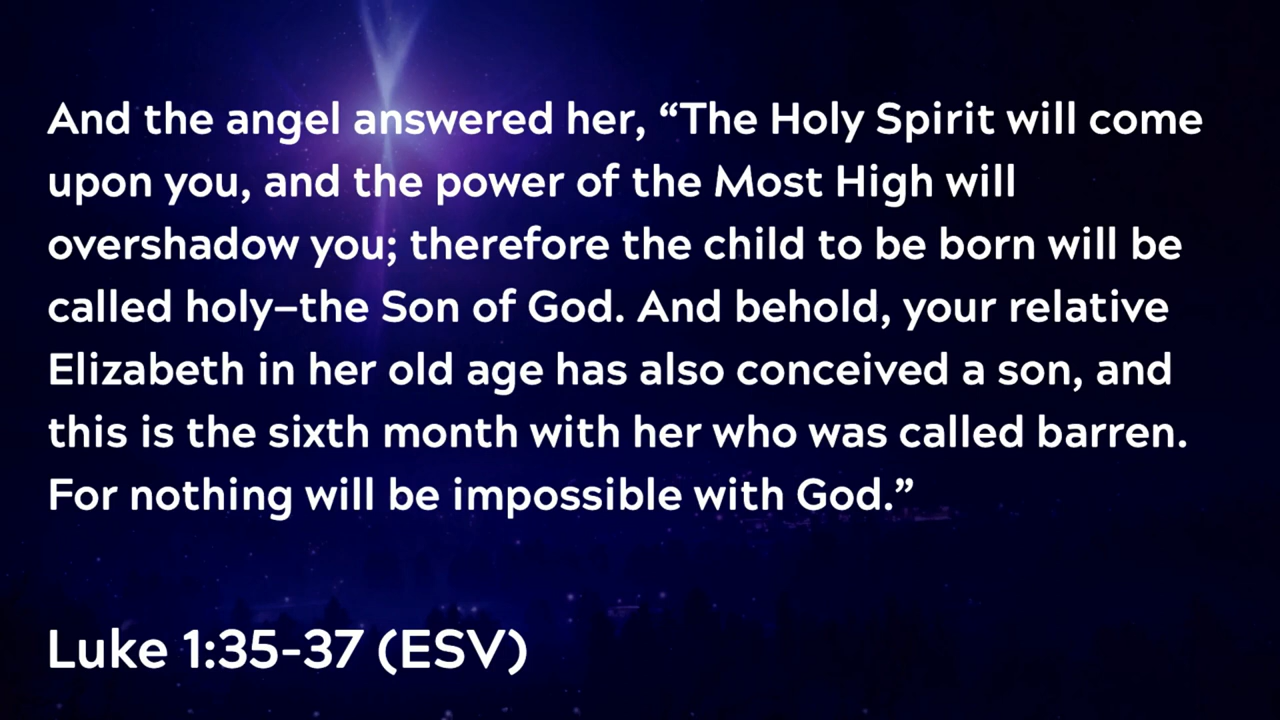 And the angel answered her, “The Holy Spirit will come
upon you, and the power of the Most High will
overshadow you; therefore the child to be born will be
called holy—the Son of God. And behold, your relative
Elizabeth in her old age has also conceived a son, and
this is the sixth month with her who was called barren.
For nothing will be impossible with God.”
Luke 1:35-37 (ESV)